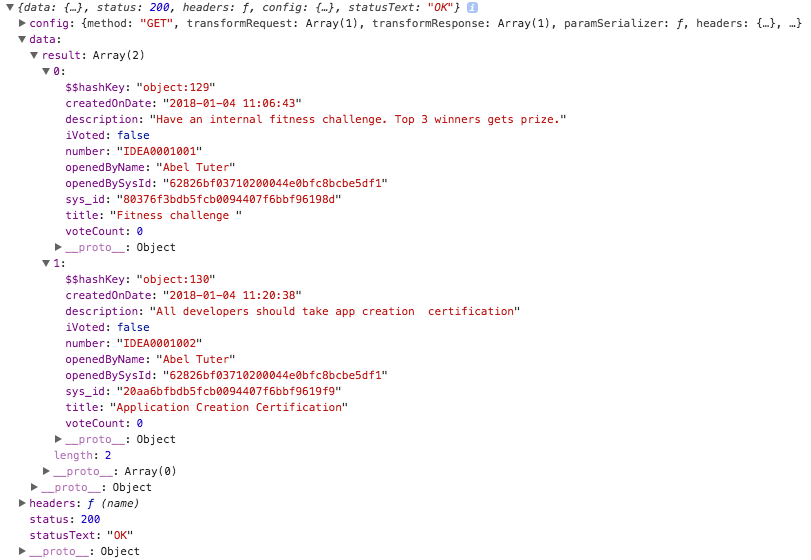 {data: {…}, status: 200, headers: ƒ, config: {…}, statusText: "OK"} i
config: {method: "GET", transformRequest: Array(1), transformResponse: Array(1), paramSerializer: ƒ, headers: {…}, …}
data:
result: Array(2)
0:
$$hashKey: "object:129"
createdOnDate: "2018-01-04 11:06:43"
description: "Have an internal fitness challenge. Top 3 winners gets prize."
iVoted: false
number: "IDEA0001001"
openedByName: "Abel Tuter"
openedBySysId: "62826bf03710200044e0bfc8bcbe5df1"
sys_id: "80376f3bdb5fcb0094407f6bbf96198d"
title: "Fitness challenge "
voteCount: 0
__proto__: Object
1:
$$hashKey: "object:130"
createdOnDate: "2018-01-04 11:20:38"
description: "All developers should take app creation  certification"
iVoted: false
number: "IDEA0001002"
openedByName: "Abel Tuter"
openedBySysId: "62826bf03710200044e0bfc8bcbe5df1"
sys_id: "20aa6bfbdb5fcb0094407f6bbf9619f9"
title: "Application Creation Certification"
voteCount: 0
__proto__: Object
length: 2
__proto__: Array(0)
__proto__: Object
headers: ƒ (name)
status: 200
statusText: "OK"
__proto__: Object